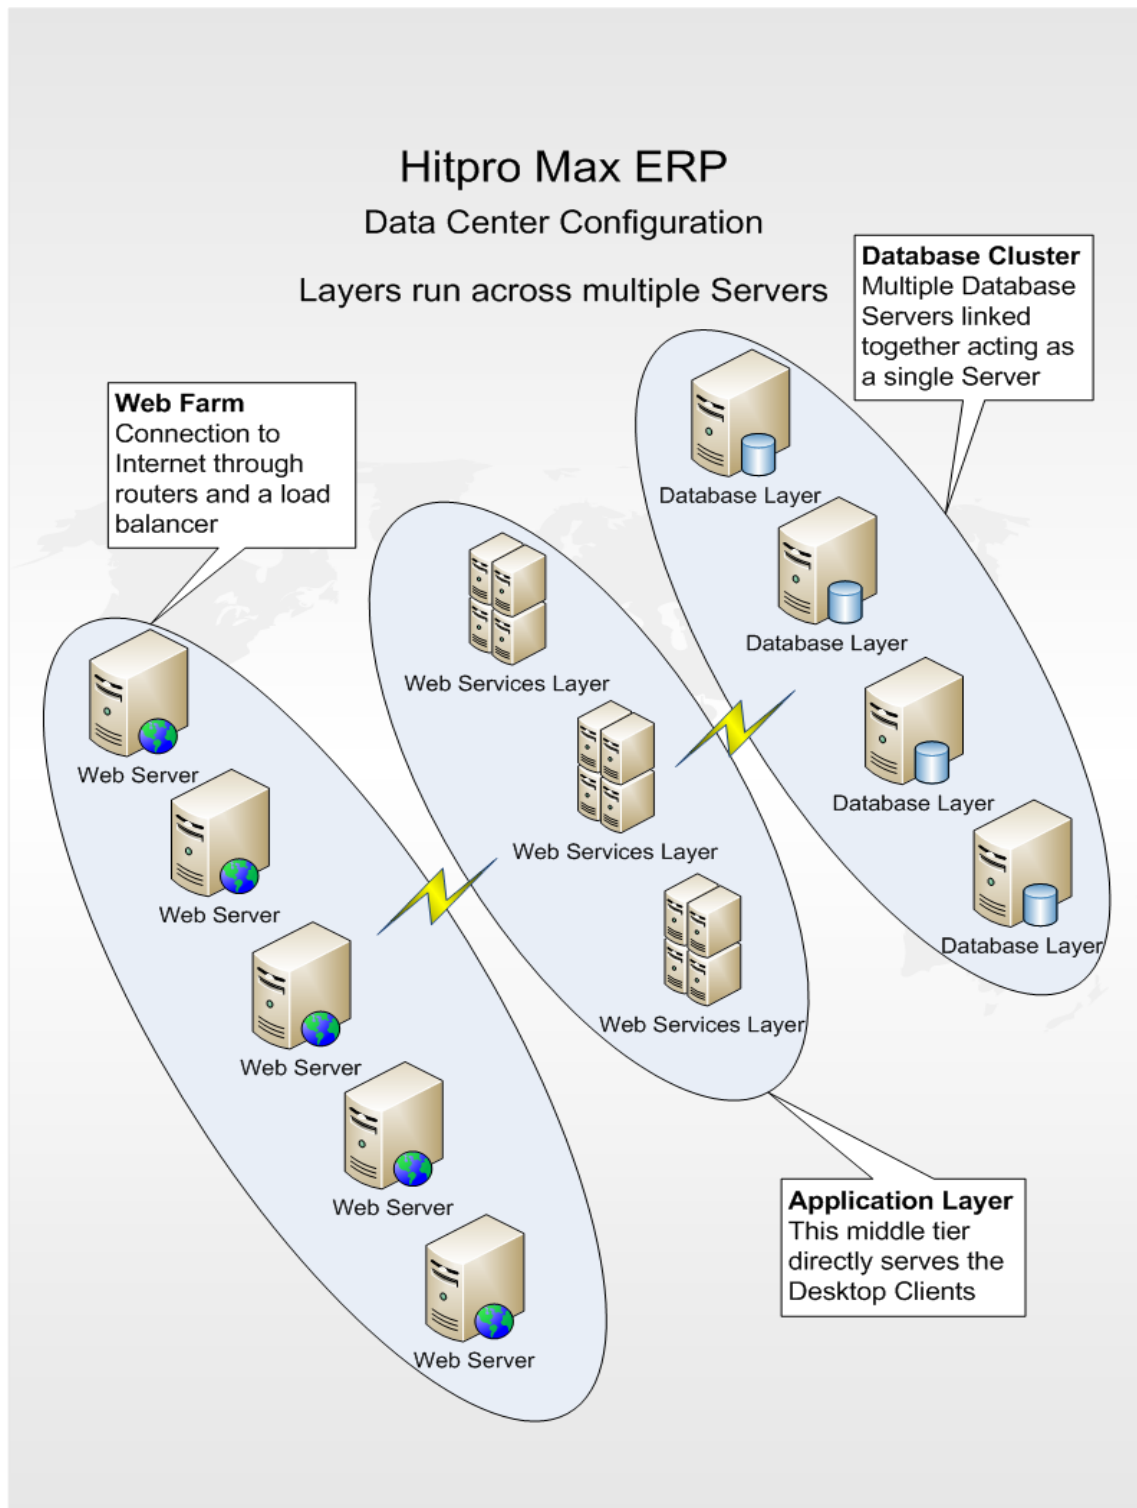 Hitpro Max ERP
Data Center Configuration
Layers run across multiple Servers
Database Cluster
Multiple Database
Servers linked
together acting as
a single Server
Web Farm
Connection to
Internet through
routers and a load
balancer
Database Layer
Database Layer
Database Layer
Database Layer
Web Services Layer
Web Services Layer
Web Services Layer
Web Server
Web Server
Web Server
Web Server
Web Server
Application Layer
This middle tier
directly serves the
Desktop Clients